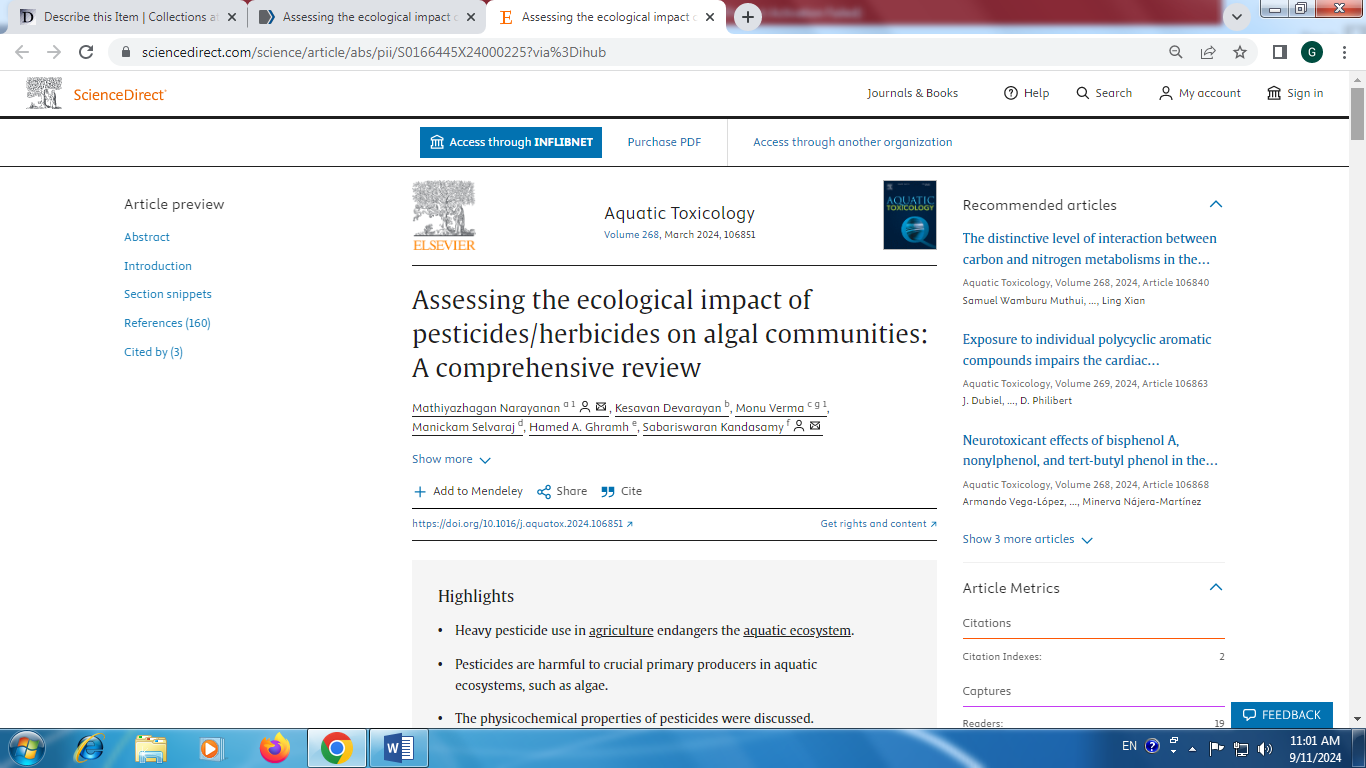 Describe this Item | Collections at
Assessing the ecological impact o
Assessing the ecological impact o
sciencedirect.com/science/article/abs/pii/S0166445X24000225?via%3Dihub
G
ScienceDirect
Journals & Books
Help
Search
My account
Sign in
Access through INFLIBNET
Purchase PDF
Access through another organization
Article preview
Abstract
Introduction
Section snippets
References (160)
Cited by (3)
ELSEVIER
Aquatic Toxicology
Volume 268, March 2024, 106851
AQUATIC
TOXICOLOGY
Assessing the ecological impact of
pesticides/herbicides on algal communities:
A comprehensive review
Mathiyazhagan Narayanan a 1, Kesavan Devarayan b, Monu Verma c g 1,
Manickam Selvaraj d, Hamed A. Ghramh e, Sabariswaran Kandasamy f
Show more
Add to Mendeley
Share
Cite
https://doi.org/10.1016/j.aquatox.2024.106851
Get rights and content
Highlights
• Heavy pesticide use in agriculture endangers the aquatic ecosystem.
• Pesticides are harmful to crucial primary producers in aquatic
ecosystems, such as algae.
• The physicochemical properties of pesticides were discussed.
Recommended articles
The distinctive level of interaction between
carbon and nitrogen metabolisms in the…
Aquatic Toxicology, Volume 268, 2024, Article 106840
Samuel Wamburu Muthui, …, Ling Xian
Exposure to individual polycyclic aromatic
compounds impairs the cardiac…
Aquatic Toxicology, Volume 269, 2024, Article 106863
J. Dubiel, …, D. Philibert
Neurotoxicant effects of bisphenol A,
nonylphenol, and tert-butyl phenol in the…
Aquatic Toxicology, Volume 268, 2024, Article 106868
Armando Vega-López, …, Minerva Nájera-Martínez
Show 3 more articles
Article Metrics
Citations
Citation Indexes: 2
Captures
Readers: 19
FEEDBACK
EN
11:01 AM
9/11/2024